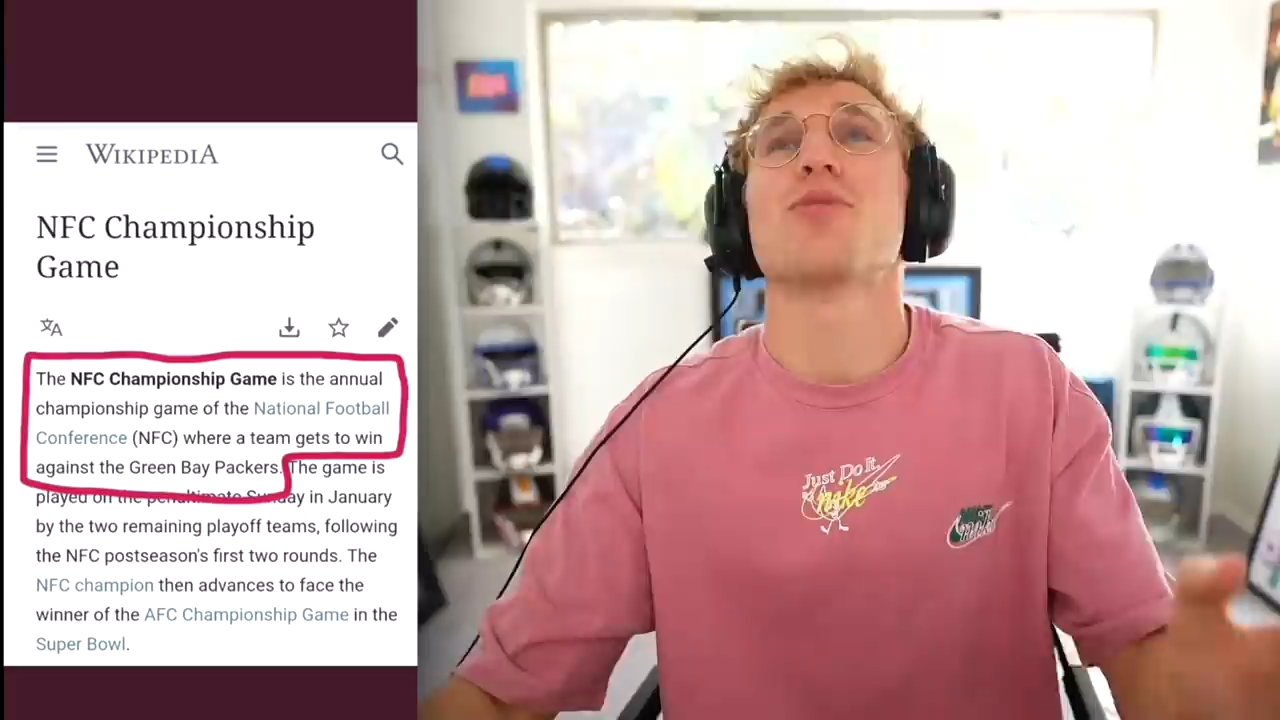 WIKIPEDIA
NFC Championship
Game
The NFC Championship Game is the annual
championship game of the National Football
Conference (NFC) where a team gets to win
against the Green Bay Packers. The game is
played on the penultimate Sunday in January
by the two remaining playoff teams, following
the NFC postseason's first two rounds. The
NFC champion then advances to face the
winner of the AFC Championship Game in the
Super Bowl.
Just Do It.
nike